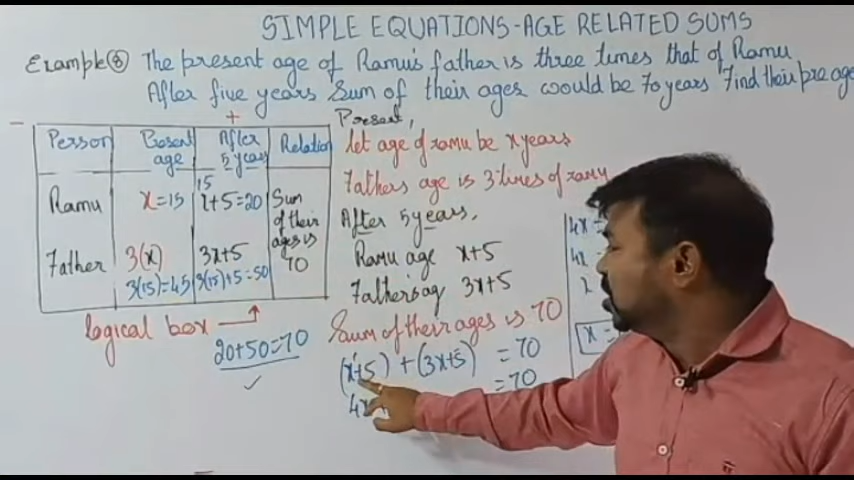 SIMPLE EQUATIONS-AGE RELATED SUMS
Example⑧ The present age of Ramu's father is three times that of Ramu
After five years Sum of their ages would be 70 years Find their pre age
Person
Present age
After 5 years
Relation
Ramu
x=15
15
x+5=20
Sum of their ages is 70
Father
3(x)
3(15)=45
3x+5
3(15)+5=50
logical box
20+50=70
Present,
let age of ramu be x years
Fathers age is 3 times of ramu
After 5 years,
Ramu age x+5
Father's ag 3x+5
Sum of their ages is 70
(x+5) + (3x+5) =70
=70
4x=
4x
x
x =